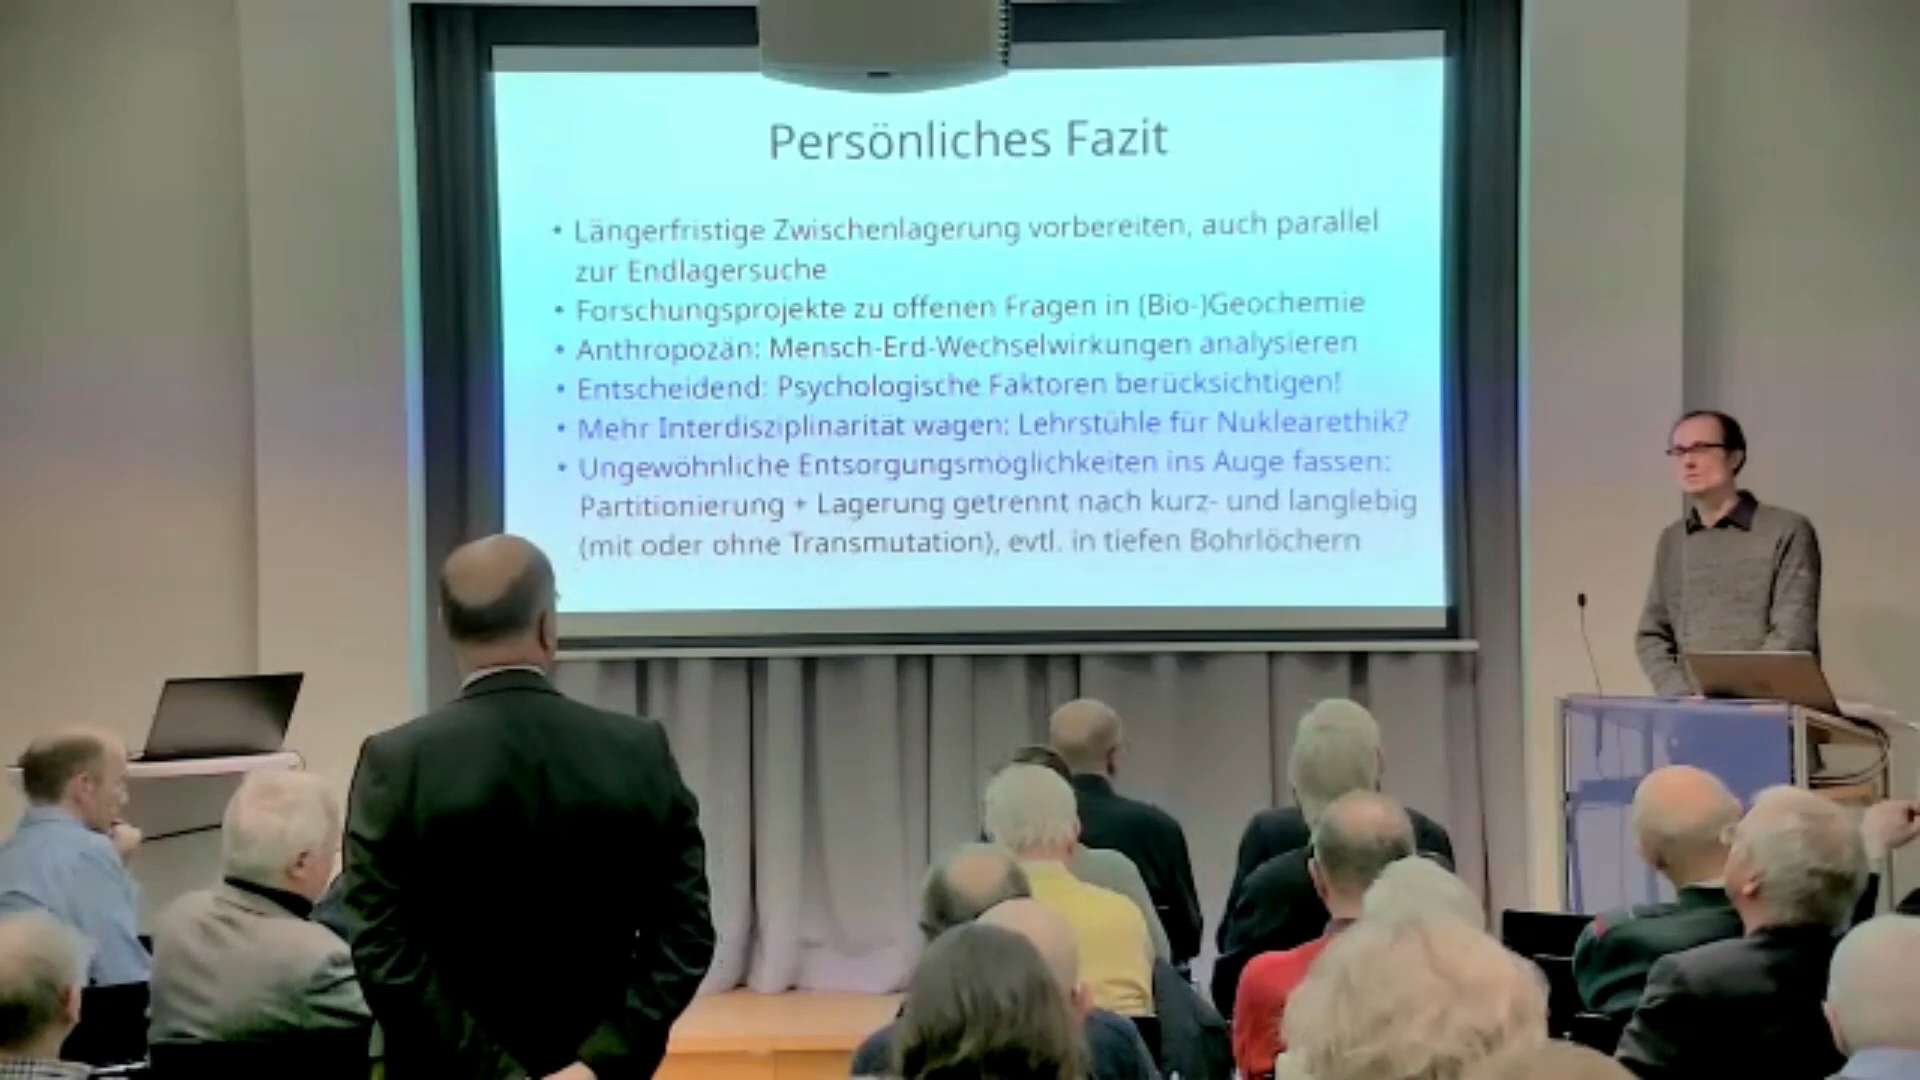 Persönliches Fazit
• Längerfristige Zwischenlagerung vorbereiten, auch parallel
zur Endlagersuche
• Forschungsprojekte zu offenen Fragen in (Bio-)Geochemie
• Anthropozän: Mensch-Erd-Wechselwirkungen analysieren
• Entscheidend: Psychologische Faktoren berücksichtigen!
• Mehr Interdisziplinarität wagen: Lehrstühle für Nuklearethik?
• Ungewöhnliche Entsorgungsmöglichkeiten ins Auge fassen:
Partitionierung + Lagerung getrennt nach kurz- und langlebig
(mit oder ohne Transmutation), evtl. in tiefen Bohrlöchern